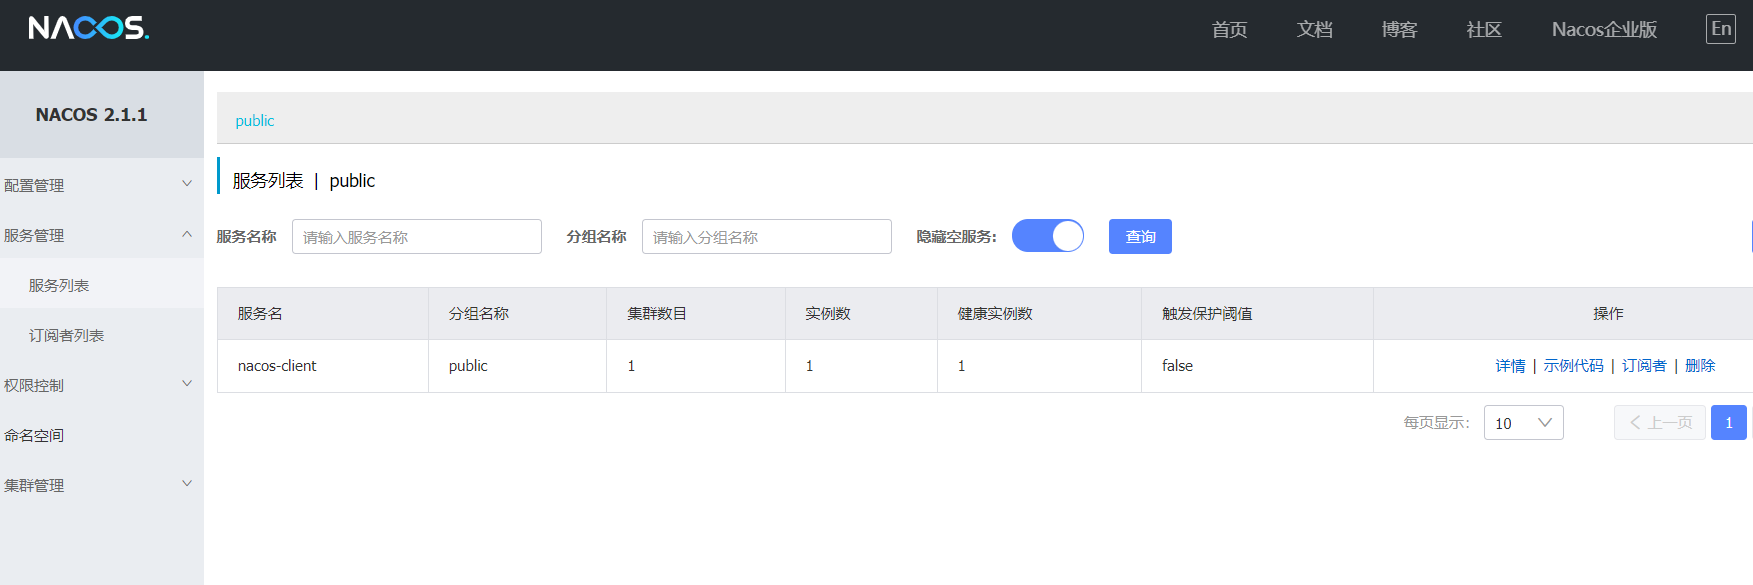 NACOS.
首页 文档 博客 社区 Nacos企业版 En
NACOS 2.1.1
配置管理
服务管理
服务列表
订阅者列表
权限控制
命名空间
集群管理
public
服务列表 | public
服务名称 请输入服务名称 分组名称 请输入分组名称 隐藏空服务: 查询
服务名 分组名称 集群数目 实例数 健康实例数 触发保护阈值 操作
nacos-client public 1 1 1 false 详情 | 示例代码 | 订阅者 | 删除
每页显示: 10 上一页 1